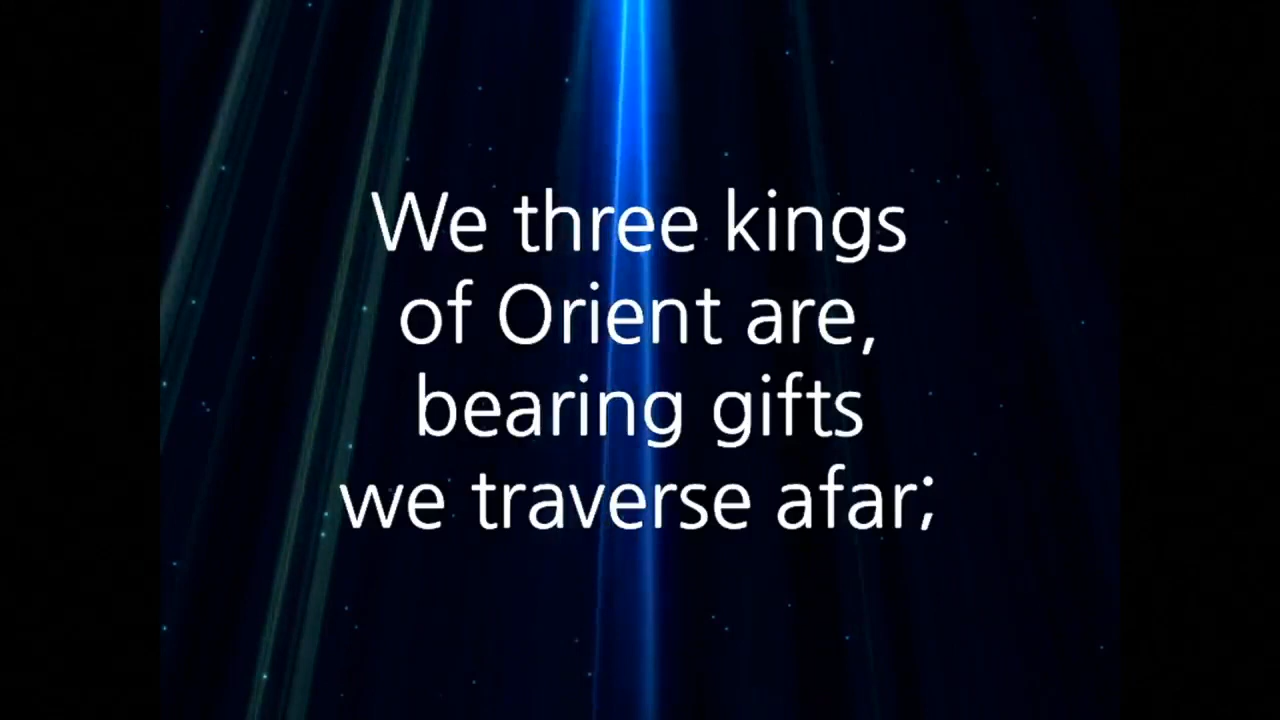 We three kings
of Orient are,
bearing gifts
we traverse afar;